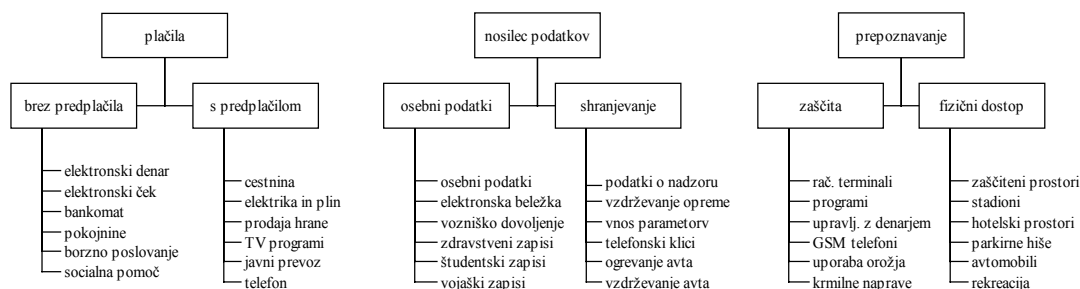 plačila
brez predplačila
elektronski denar
elektronski ček
bankomat
pokojnine
borzno poslovanje
socialna pomoč
s predplačilom
cestnina
elektrika in plin
prodaja hrane
TV programi
javni prevoz
telefon
nosilec podatkov
osebni podatki
osebni podatki
elektronska beležka
vozniško dovoljenje
zdravstveni zapisi
študentski zapisi
vojaški zapisi
shranjevanje
podatki o nadzoru
vzdrževanje opreme
vnos parametorv
telefonski klici
ogrevanje avta
vzdrževanje avta
prepoznavanje
zaščita
rač. terminali
programi
upravlj. z denarjem
GSM telefoni
uporaba orožja
krmilne naprave
fizični dostop
zaščiteni prostori
stadioni
hotelski prostori
parkirne hiše
avtomobili
rekreacija